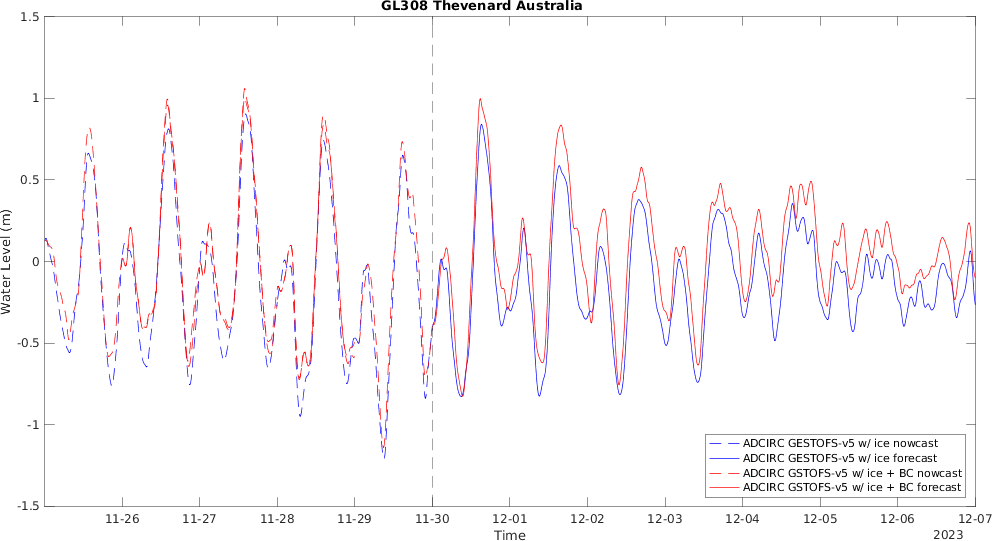 GL308 Thevenard Australia
1.5
1
0.5
0
-0.5
-1
-1.5
Water Level (m)
ADCIRC GESTOFS-v5 w/ ice nowcast
ADCIRC GESTOFS-v5 w/ ice forecast
ADCIRC GSTOFS-v5 w/ ice + BC nowcast
ADCIRC GSTOFS-v5 w/ ice + BC forecast
11-26 11-27 11-28 11-29 11-30 12-01 12-02 12-03 12-04 12-05 12-06 12-07
Time
2023